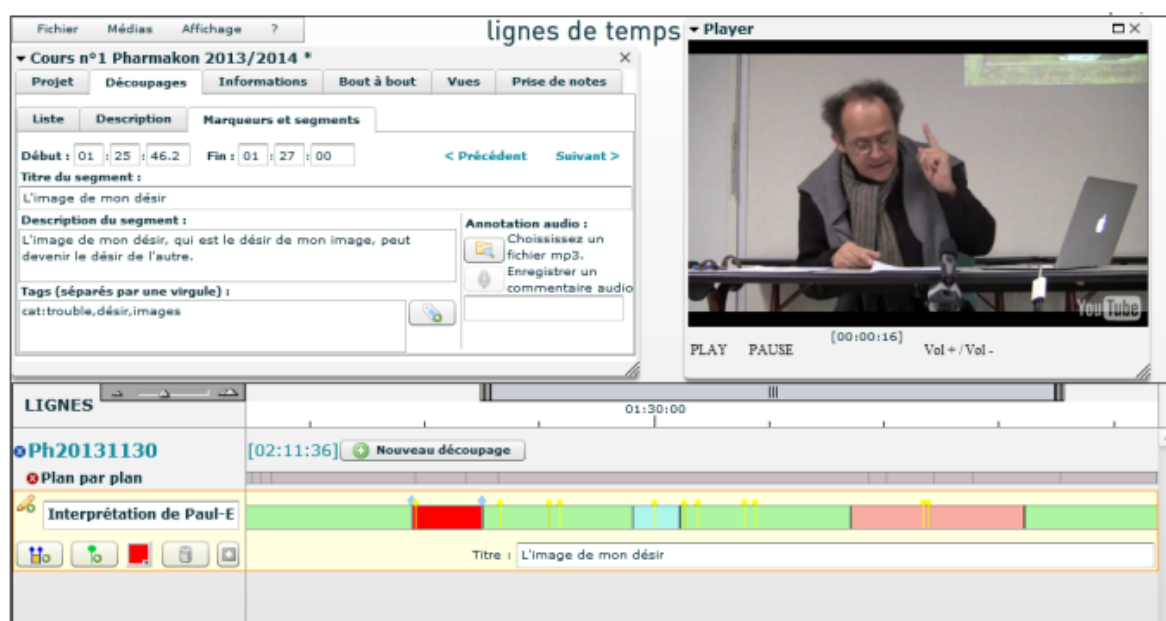 Fichier Médias Affichage ?
lignes de temps
Cours n°1 Pharmakon 2013/2014 *
Projet Découpages Informations Bout à bout Vues Prise de notes
Liste Description Marqueurs et segments
Début : 01 : 25 : 46.2 Fin : 01 : 27 : 00 < Précédent Suivant >
Titre du segment :
L'image de mon désir
Description du segment :
L'image de mon désir, qui est le désir de mon image, peut
devenir le désir de l'autre.
Annotation audio :
Choississez un
fichier mp3.
Enregistrer un
commentaire audio
Tags (séparés par une virgule) :
cat:trouble,désir,images
Player
You Tube
[00:00:16]
PLAY PAUSE Vol + / Vol -
LIGNES
01:30:00
Ph20131130 [02:11:36] Nouveau découpage
Plan par plan
Interprétation de Paul-E
Titre : L'image de mon désir